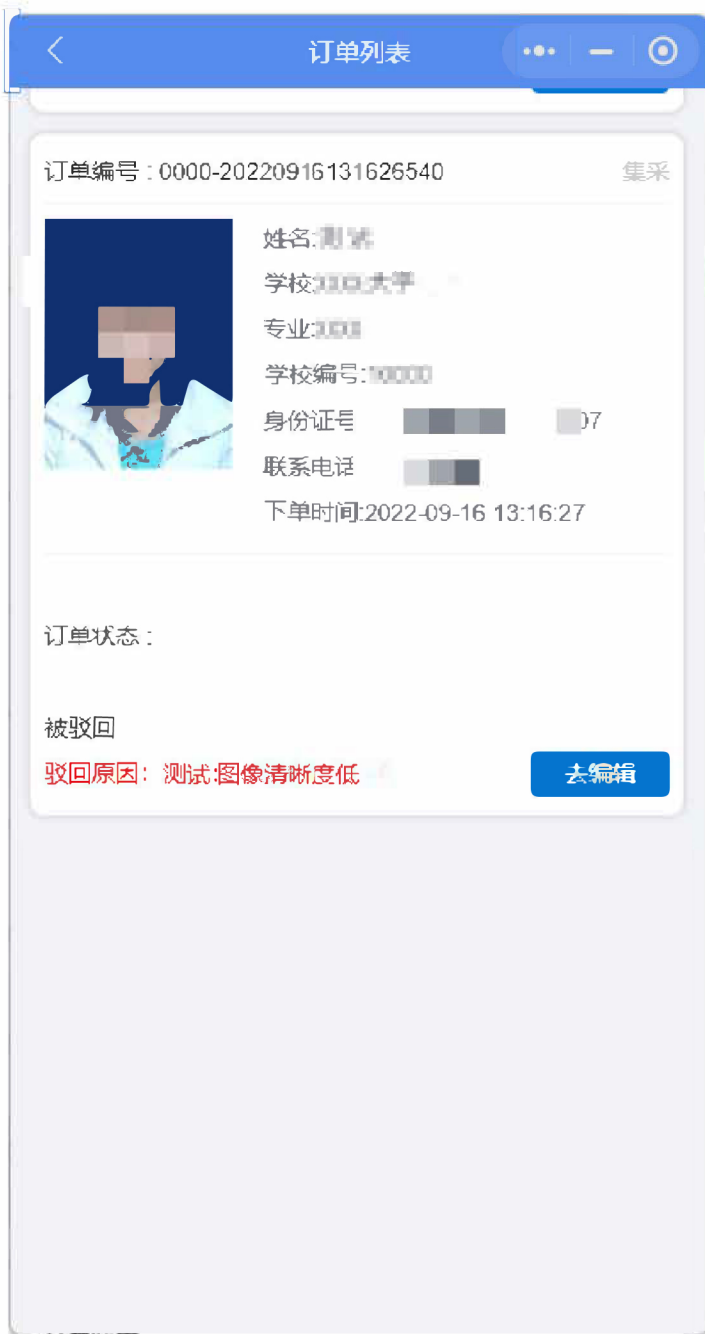 订单列表
订单编号：0000-20220916131626540
集采
姓名:
学校:大学
专业:
学校编号:
身份证号 07
联系电话
下单时间:2022-09-16 13:16:27
订单状态：
被驳回
驳回原因：测试:图像清晰度低
去编辑